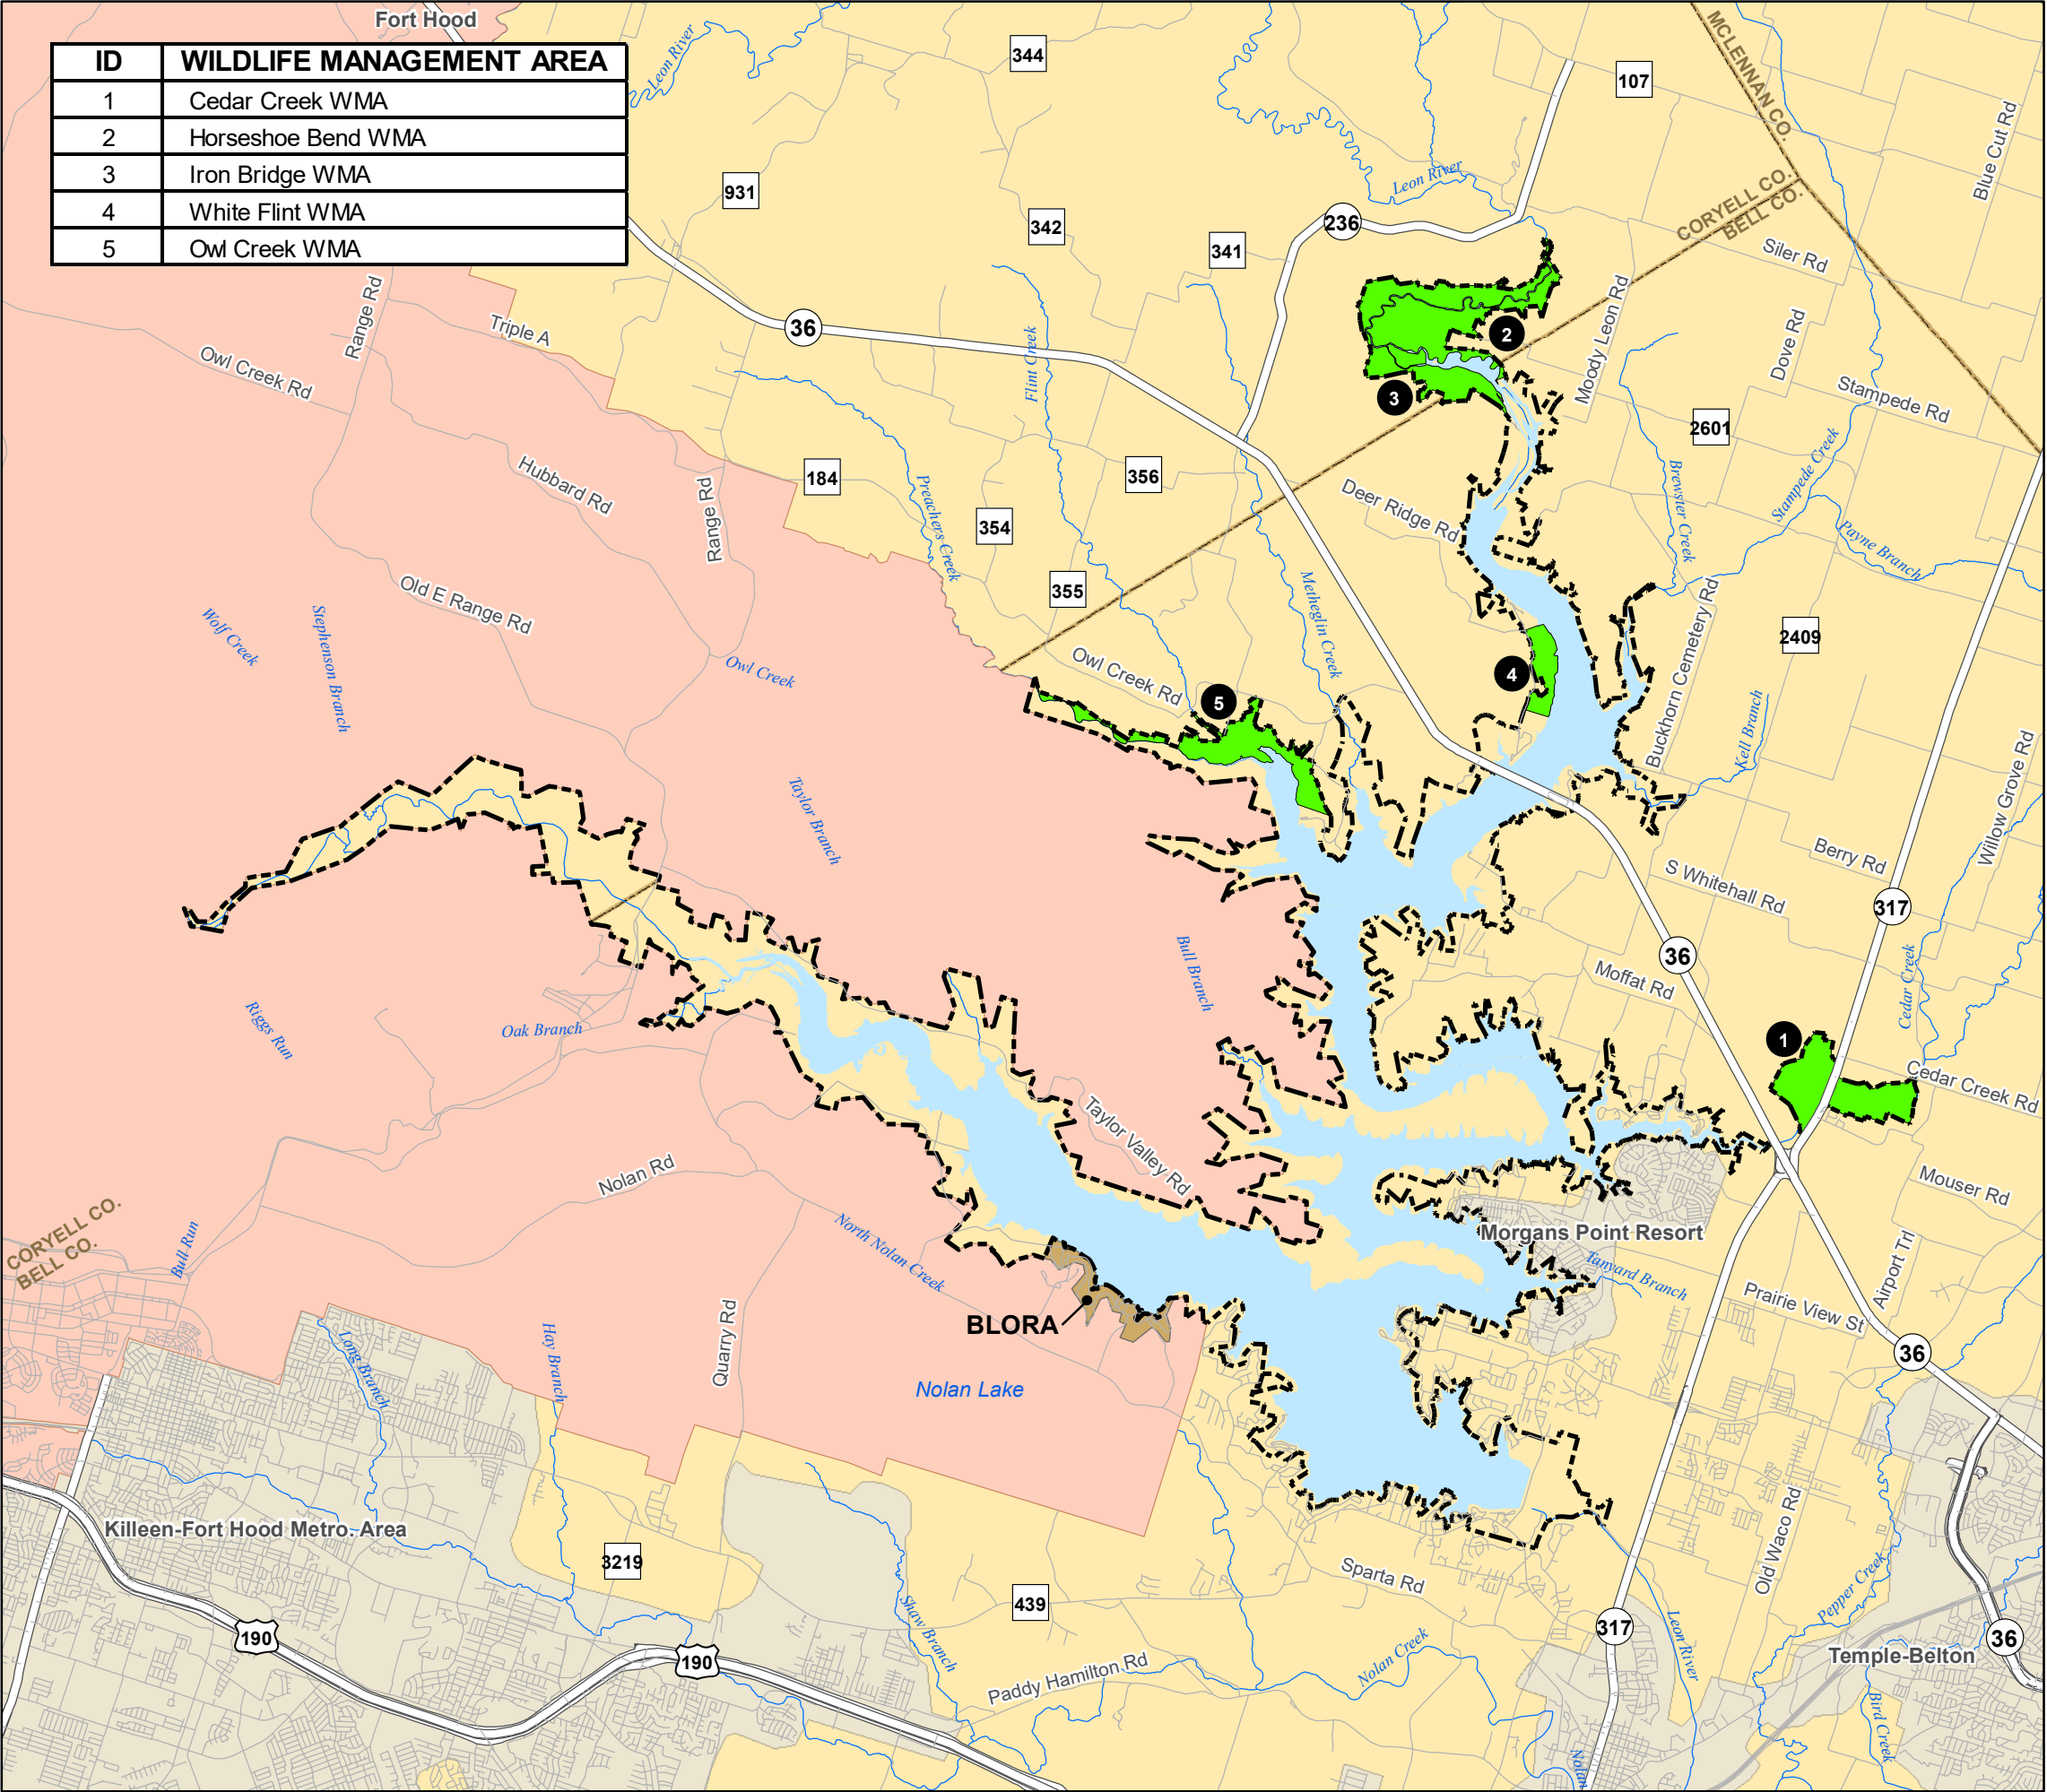 Fort Hood
ID WILDLIFE MANAGEMENT AREA
1 Cedar Creek WMA
2 Horseshoe Bend WMA
3 Iron Bridge WMA
4 White Flint WMA
5 Owl Creek WMA
Leon River
344
107
MCLENNAN CO.
Blue Cut Rd
931
342
341
236
Leon River
CORYELL CO.
BELL CO.
Siler Rd
Range Rd
Triple A
36
Flint Creek
2
Moody Leon Rd
Dove Rd
Owl Creek Rd
3
Stampede Rd
2601
Hubbard Rd
Range Rd
184
Preachers Creek
356
354
Deer Ridge Rd
Brewster Creek
Stampede Creek
Payne Branch
Old E Range Rd
355
Metheglin Creek
Buckhorn Cemetery Rd
2409
Wolf Creek
Stephenson Branch
Owl Creek
Owl Creek Rd
4
5
Kell Branch
Willow Grove Rd
Taylor Branch
Berry Rd
S Whitehall Rd
317
36
Moffat Rd
Bull Branch
Cedar Creek
Riggs Run
Oak Branch
1
Cedar Creek Rd
Taylor Valley Rd
Nolan Rd
Mouser Rd
CORYELL CO.
BELL CO.
Bull Run
North Nolan Creek
Morgans Point Resort
Tanyard Branch
Airport Trl
Prairie View St
BLORA
Quarry Rd
Long Branch
Hay Branch
Nolan Lake
36
Killeen-Fort Hood Metro. Area
3219
Sparta Rd
Old Waco Rd
Pepper Creek
439
Shaw Branch
190
190
Paddy Hamilton Rd
Nolan Creek
317
Leon River
Temple-Belton
36
Bird Creek
Nolan